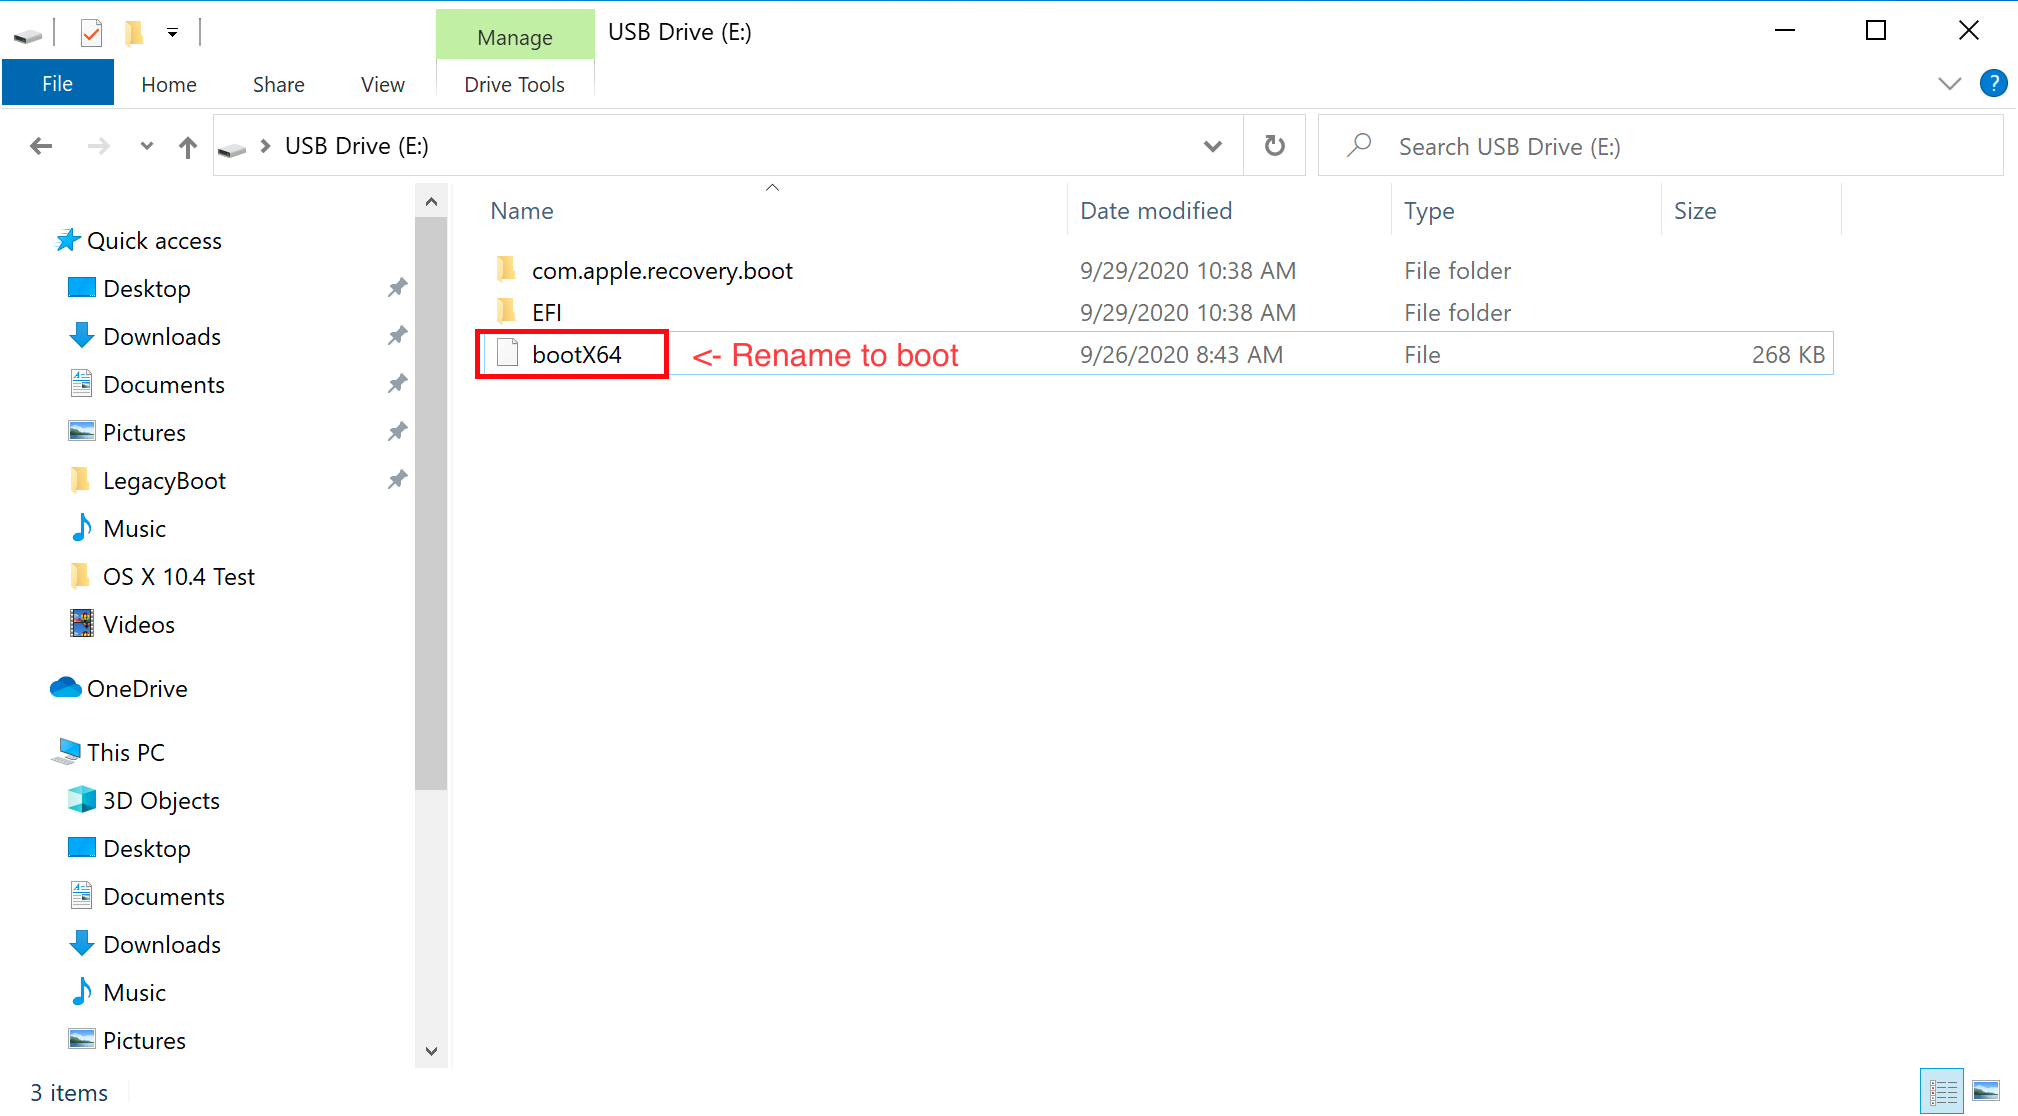 Manage
USB Drive (E:)
File
Home
Share
View
Drive Tools
?
USB Drive (E:)
Search USB Drive (E:)
Name
Date modified
Type
Size
Quick access
Desktop
Downloads
Documents
Pictures
LegacyBoot
Music
OS X 10.4 Test
Videos
OneDrive
This PC
3D Objects
Desktop
Documents
Downloads
Music
Pictures
com.apple.recovery.boot 9/29/2020 10:38 AM File folder
EFI 9/29/2020 10:38 AM File folder
bootX64 <- Rename to boot 9/26/2020 8:43 AM File 268 KB
3 items